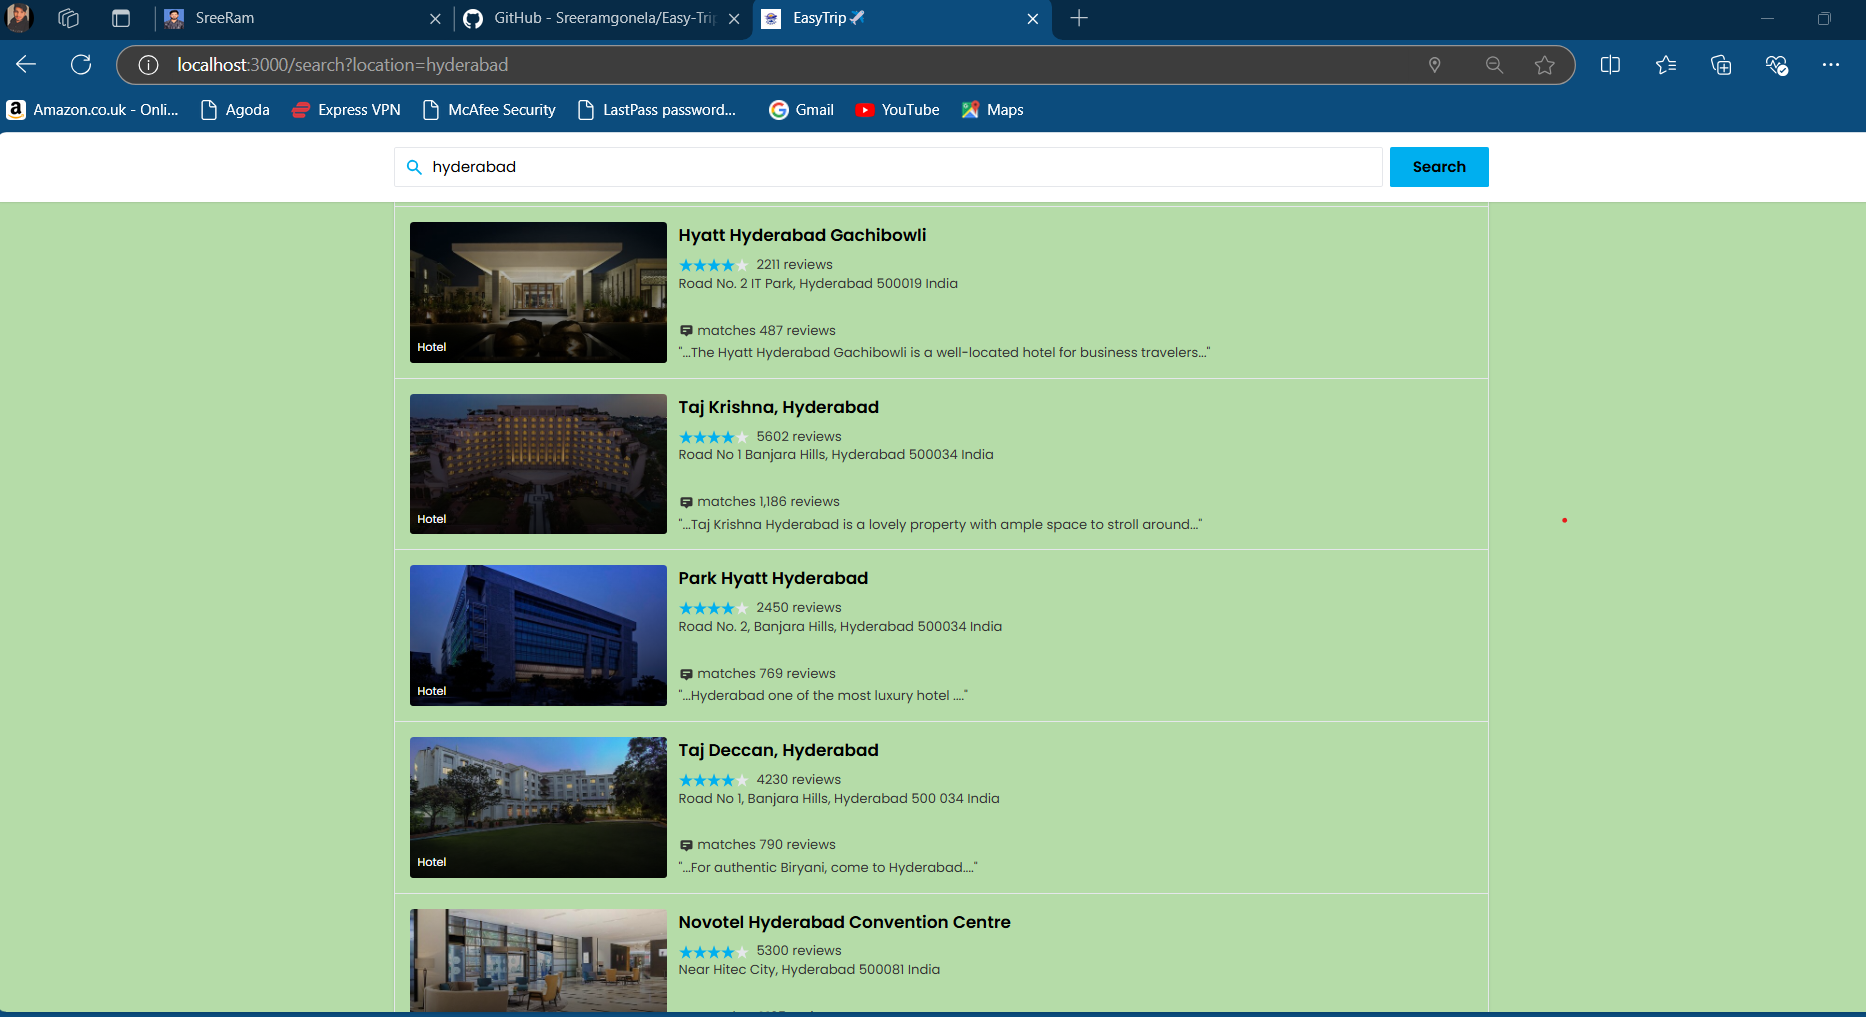 SreeRam
GitHub - Sreeramgonela/Easy-Trip
EasyTrip✈️
localhost:3000/search?location=hyderabad
Amazon.co.uk - Onli...
Agoda
Express VPN
McAfee Security
LastPass password...
Gmail
YouTube
Maps
hyderabad
Search
Hyatt Hyderabad Gachibowli
2211 reviews
Road No. 2 IT Park, Hyderabad 500019 India
matches 487 reviews
"...The Hyatt Hyderabad Gachibowli is a well-located hotel for business travelers..."
Hotel
Taj Krishna, Hyderabad
5602 reviews
Road No 1 Banjara Hills, Hyderabad 500034 India
matches 1,186 reviews
"...Taj Krishna Hyderabad is a lovely property with ample space to stroll around..."
Hotel
Park Hyatt Hyderabad
2450 reviews
Road No. 2, Banjara Hills, Hyderabad 500034 India
matches 769 reviews
"...Hyderabad one of the most luxury hotel ...."
Hotel
Taj Deccan, Hyderabad
4230 reviews
Road No 1, Banjara Hills, Hyderabad 500 034 India
matches 790 reviews
"...For authentic Biryani, come to Hyderabad...."
Hotel
Novotel Hyderabad Convention Centre
5300 reviews
Near Hitec City, Hyderabad 500081 India